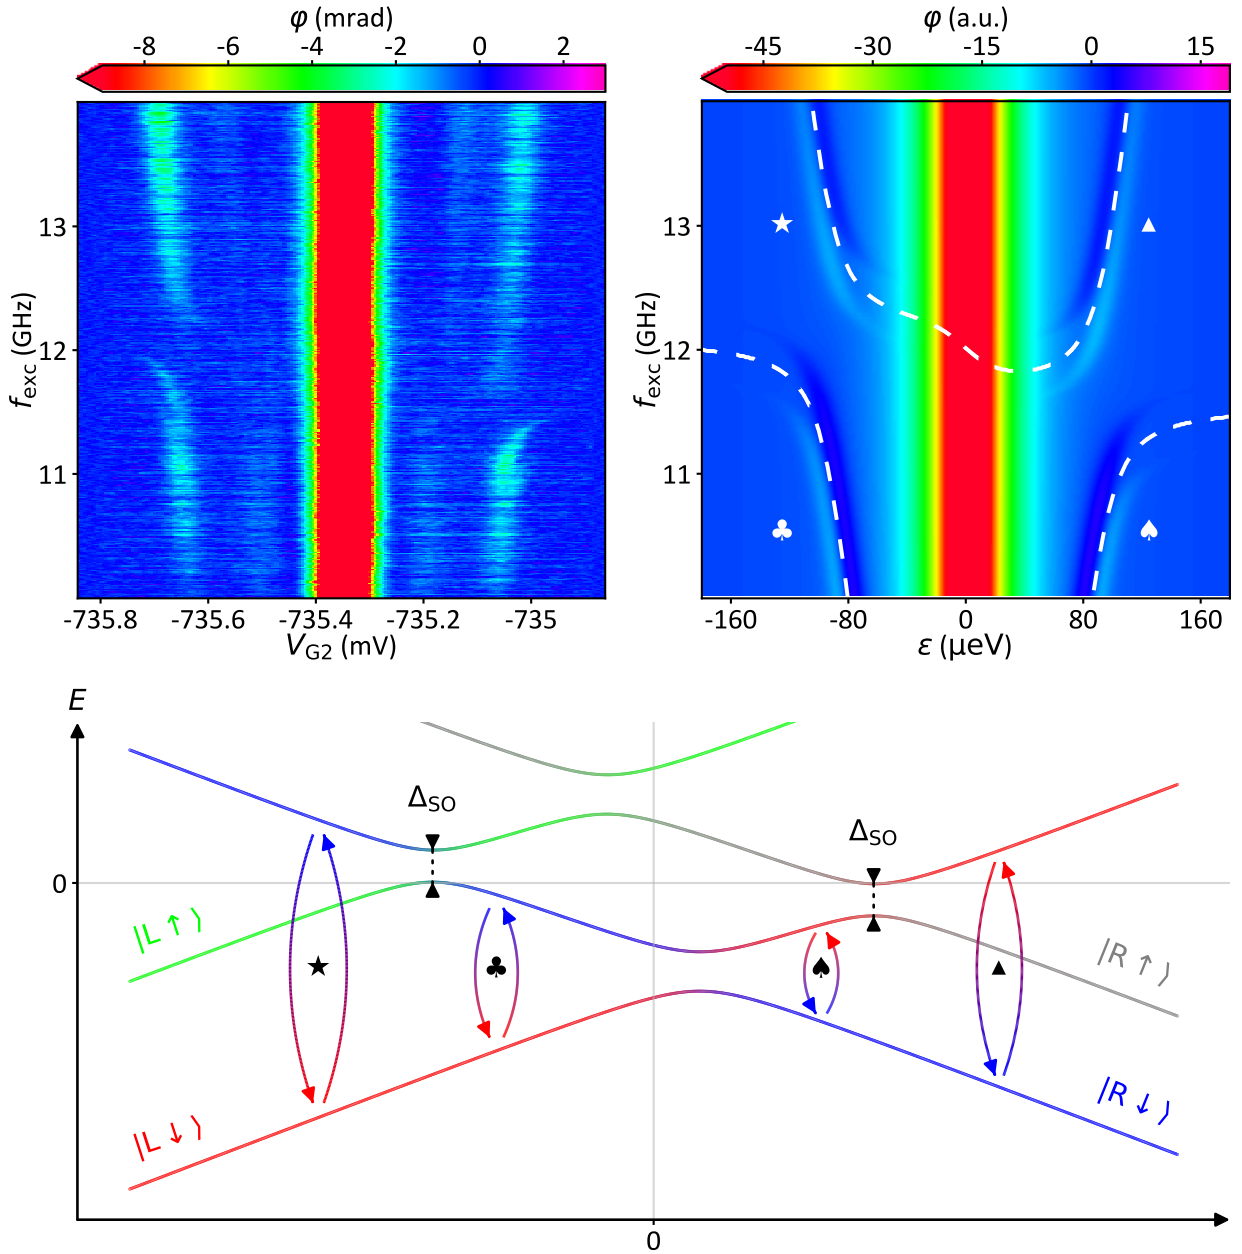 φ (mrad)
-8 -6 -4 -2 0 2
13
12
11
f_exc (GHz)
-735.8 -735.6 -735.4 -735.2 -735
V_G2 (mV)
φ (a.u.)
-45 -30 -15 0 15
13
12
11
f_exc (GHz)
★ ▲
♣ ♠
-160 -80 0 80 160
ε (μeV)
E
Δ_SO
Δ_SO
0
|L ↑⟩
|R ↑⟩
★ ♣ ♠ ▲
|L ↓⟩
|R ↓⟩
0